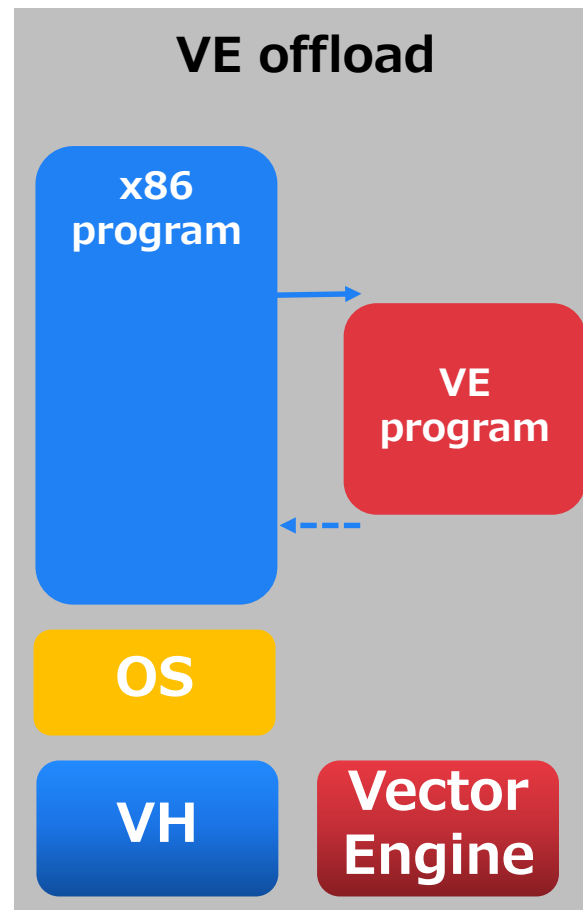 VE offload
x86
program
VE
program
OS
VH
Vector
Engine